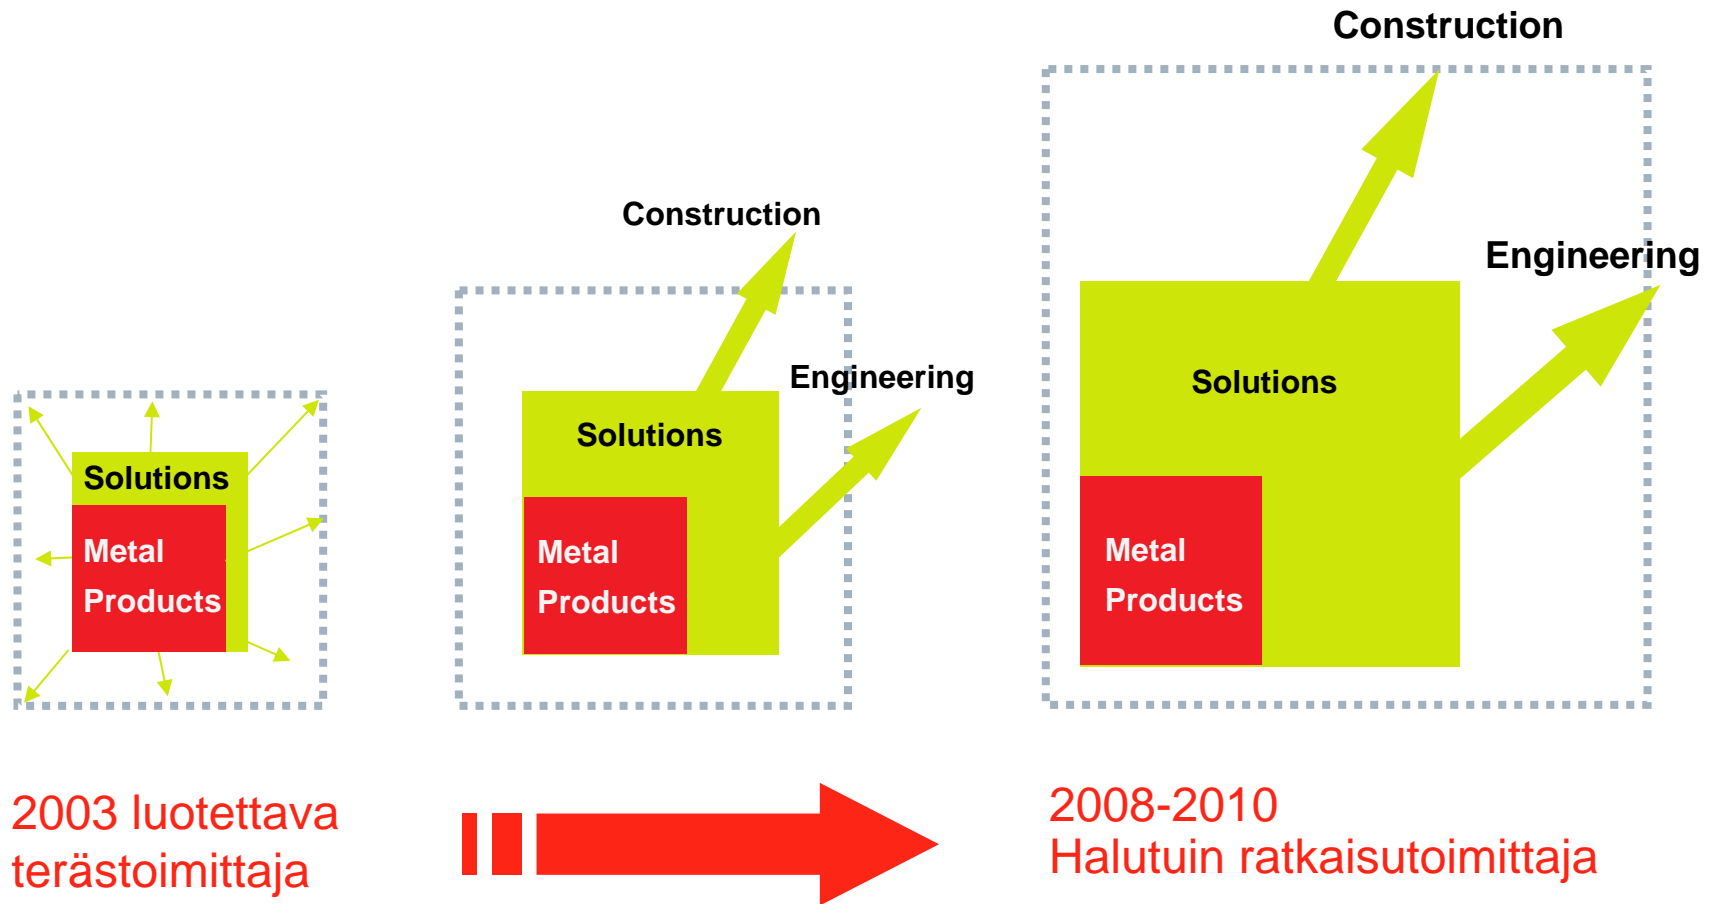 Solutions
Metal
Products
2003 luotettava
terästoimittaja
Construction
Engineering
Solutions
Metal
Products
Construction
Engineering
Solutions
Metal
Products
2008-2010
Halutuin ratkaisutoimittaja